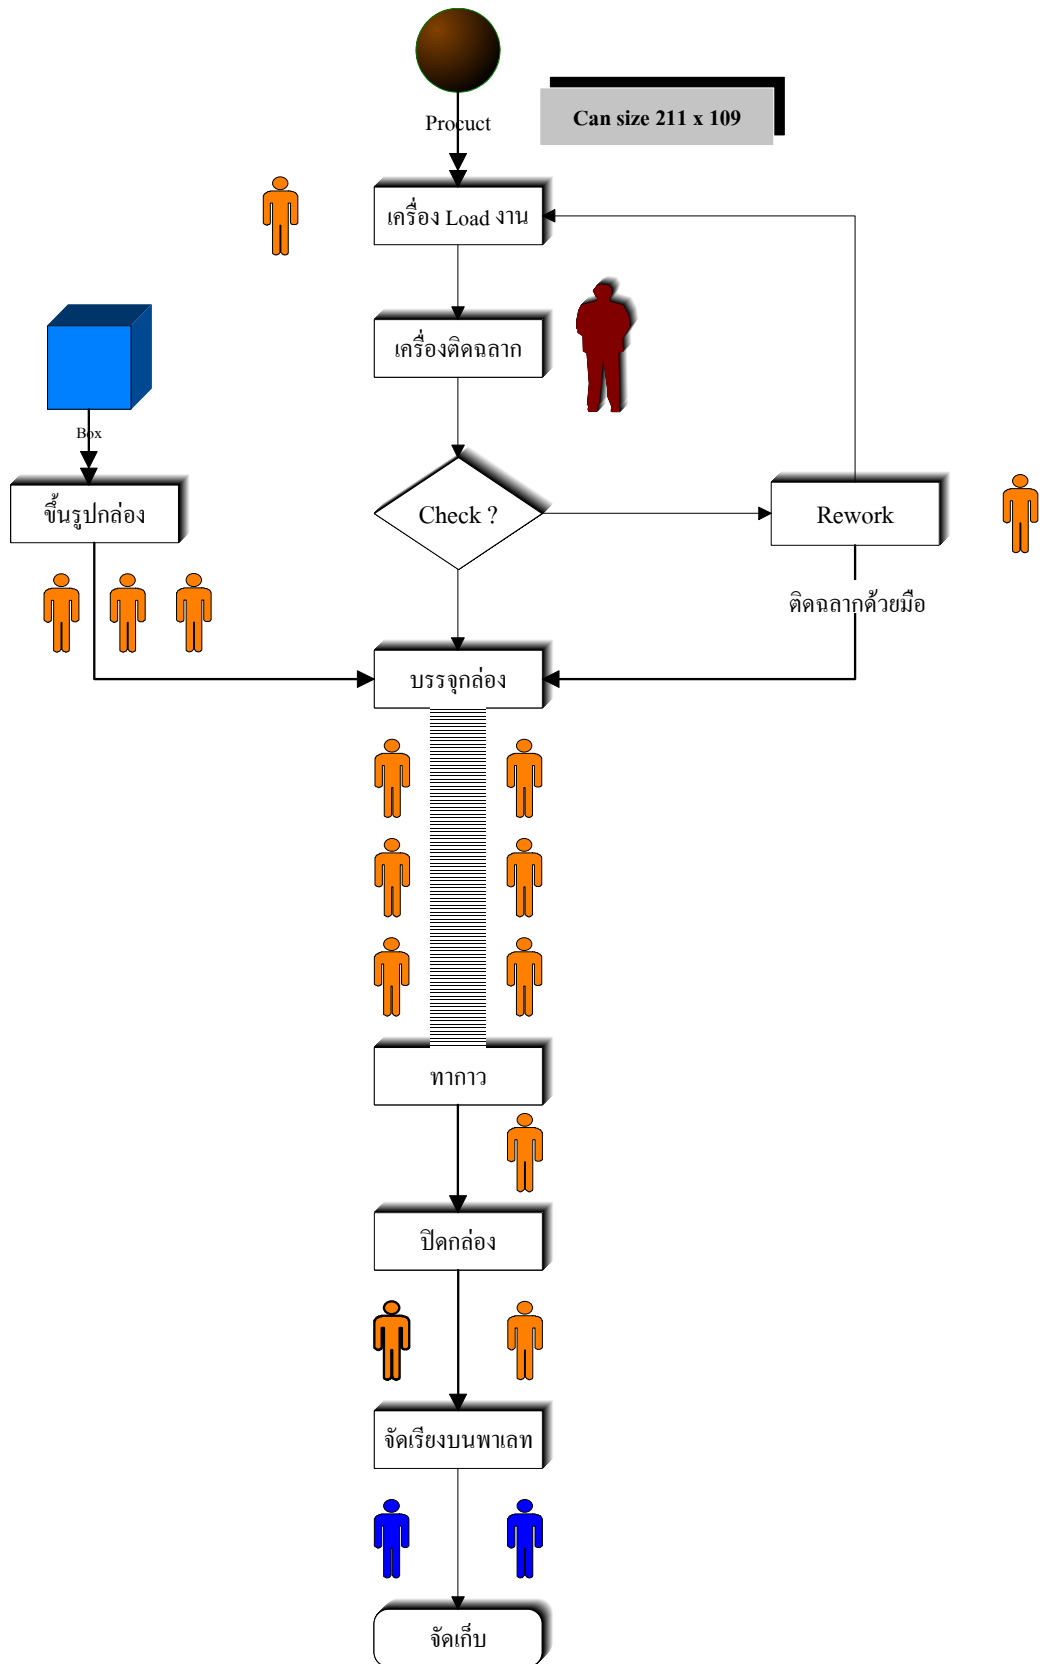 Procuct
Can size 211 x 109
เครื่อง Load งาน
เครื่องติดฉลาก
Box
ขึ้นรูปกล่อง
Check ?
Rework
ติดฉลากด้วยมือ
บรรจุกล่อง
ทากาว
ปิดกล่อง
จัดเรียงบนพาเลท
จัดเก็บ